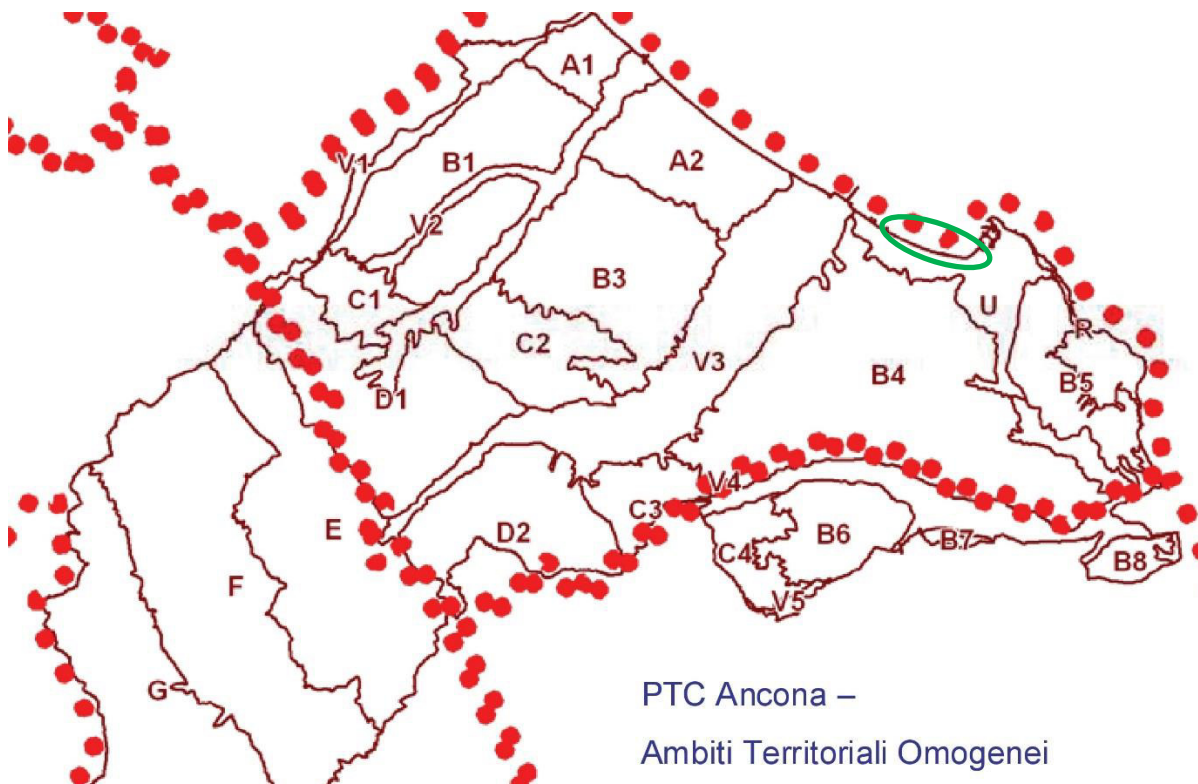 A1
A2
V1
B1
V2
B3
C1
U
R
C2
V3
B4
B5
D1
V4
C3
E
D2
C4
B6
B7
B8
F
V5
G
PTC Ancona –
Ambiti Territoriali Omogenei